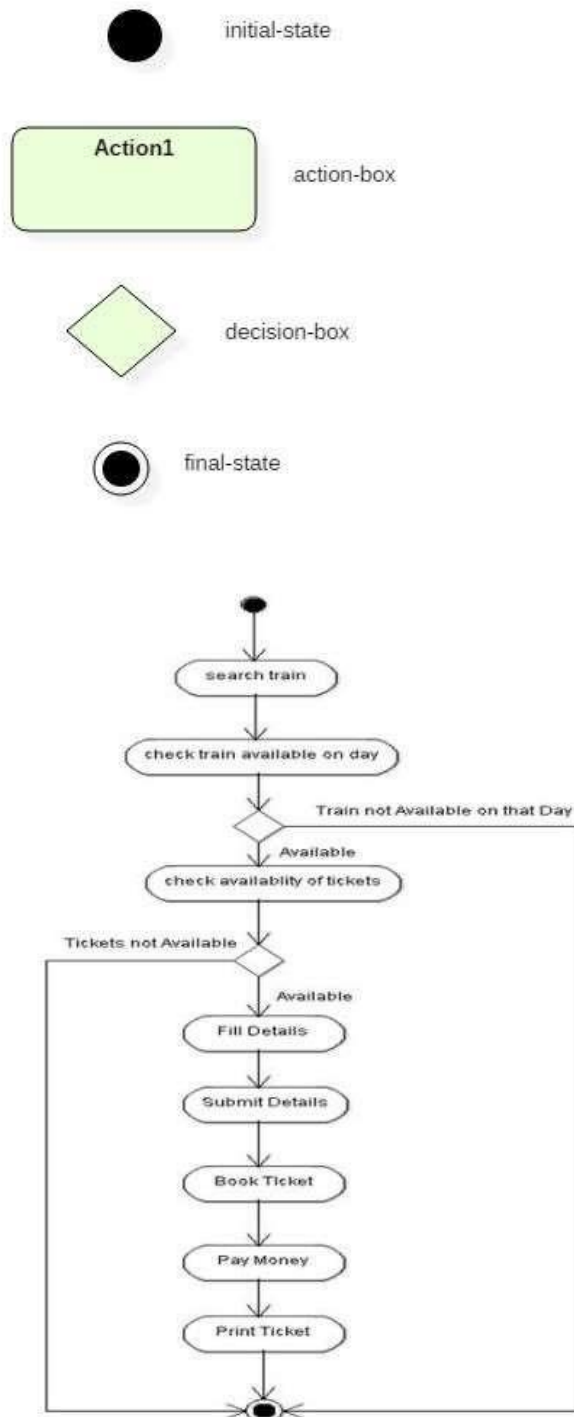 initial-state
Action1
action-box
decision-box
final-state
search train
check train available on day
Train not Available on that Day
Available
check availablity of tickets
Tickets not Available
Available
Fill Details
Submit Details
Book Ticket
Pay Money
Print Ticket